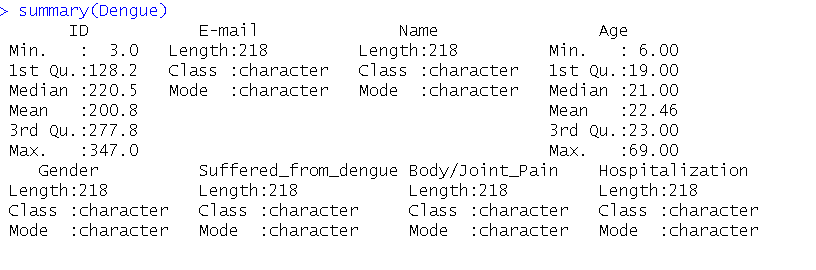 > summary(Dengue)
ID E-mail Name Age
Min. : 3.0 Length:218 Length:218 Min. : 6.00
1st Qu.:128.2 Class :character Class :character 1st Qu.:19.00
Median :220.5 Mode :character Mode :character Median :21.00
Mean :200.8 Mean :22.46
3rd Qu.:277.8 3rd Qu.:23.00
Max. :347.0 Max. :69.00
Gender Suffered_from_dengue Body/Joint_Pain Hospitalization
Length:218 Length:218 Length:218 Length:218
Class :character Class :character Class :character Class :character
Mode :character Mode :character Mode :character Mode :character